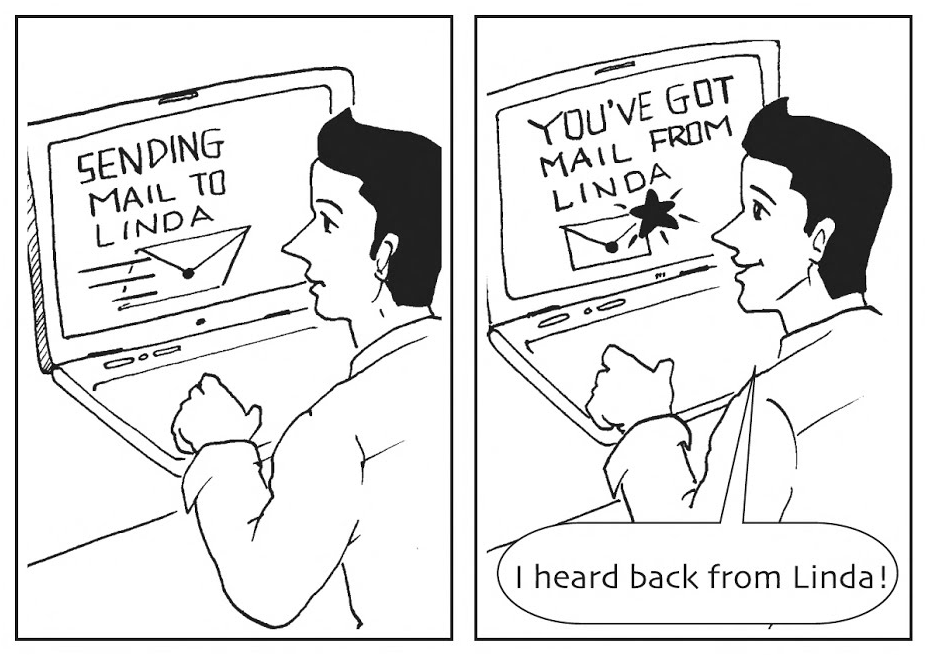 SENDING
MAIL TO
LINDA
YOU'VE GOT
MAIL FROM
LINDA
I heard back from Linda!